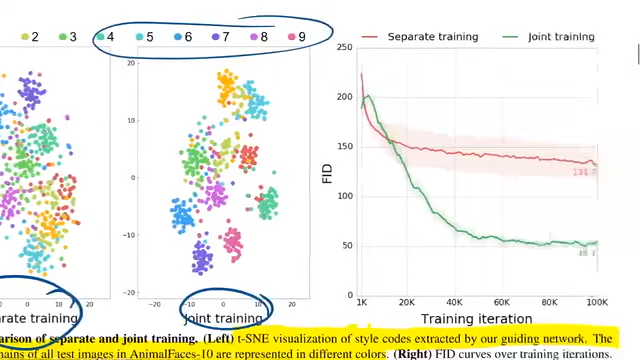 2 3 4 5 6 7 8 9
Separate training Joint training
250
200
150
100
50
0
FID
131.7
1K 20K 40K 60K 80K 100K
Training iteration
20
10
0
−10
−20
−20 −10 0 10 20
10 20
arate training
Joint training
arison of separate and joint training. (Left) t-SNE visualization of style codes extracted by our guiding network. The
mains of all test images in AnimalFaces-10 are represented in different colors. (Right) FID curves over training iterations.